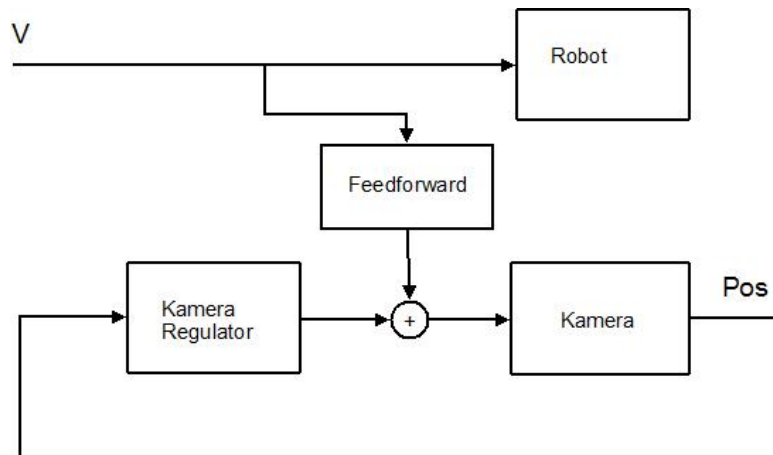 V
Robot
Feedforward
Kamera
Regulator
+
Kamera
Pos